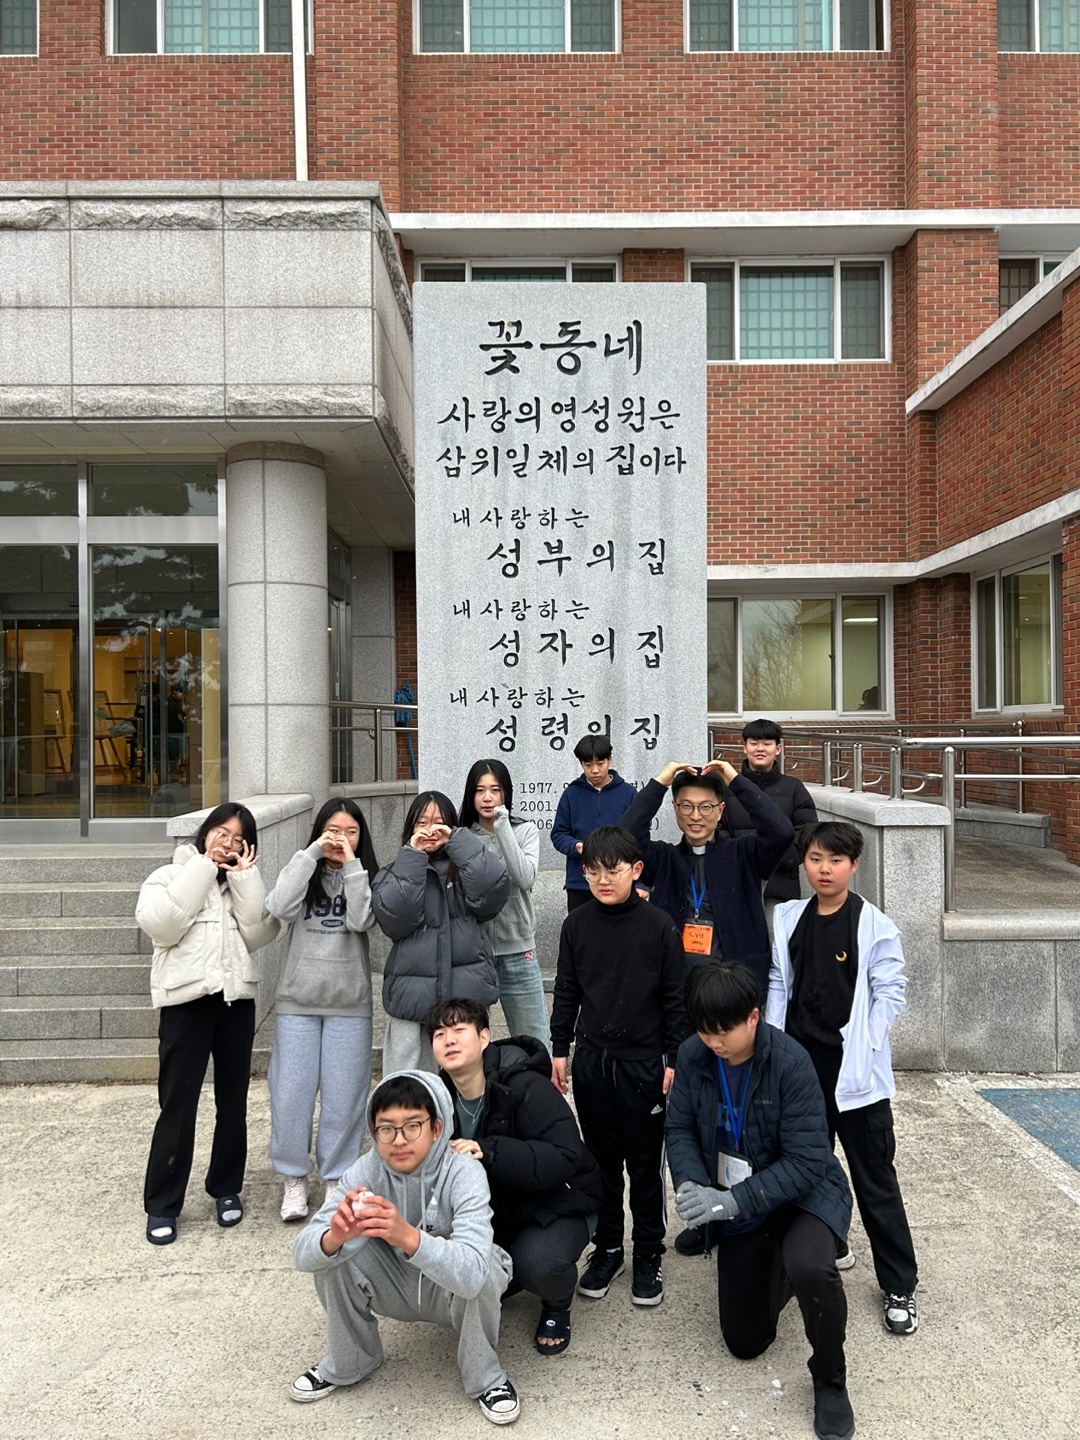 꽃동네
사랑의영성원은
삼위일체의 집이다
내 사랑하는
성부의 집
내 사랑하는
성자의 집
내 사랑하는
성령의 집
1977.
2001.